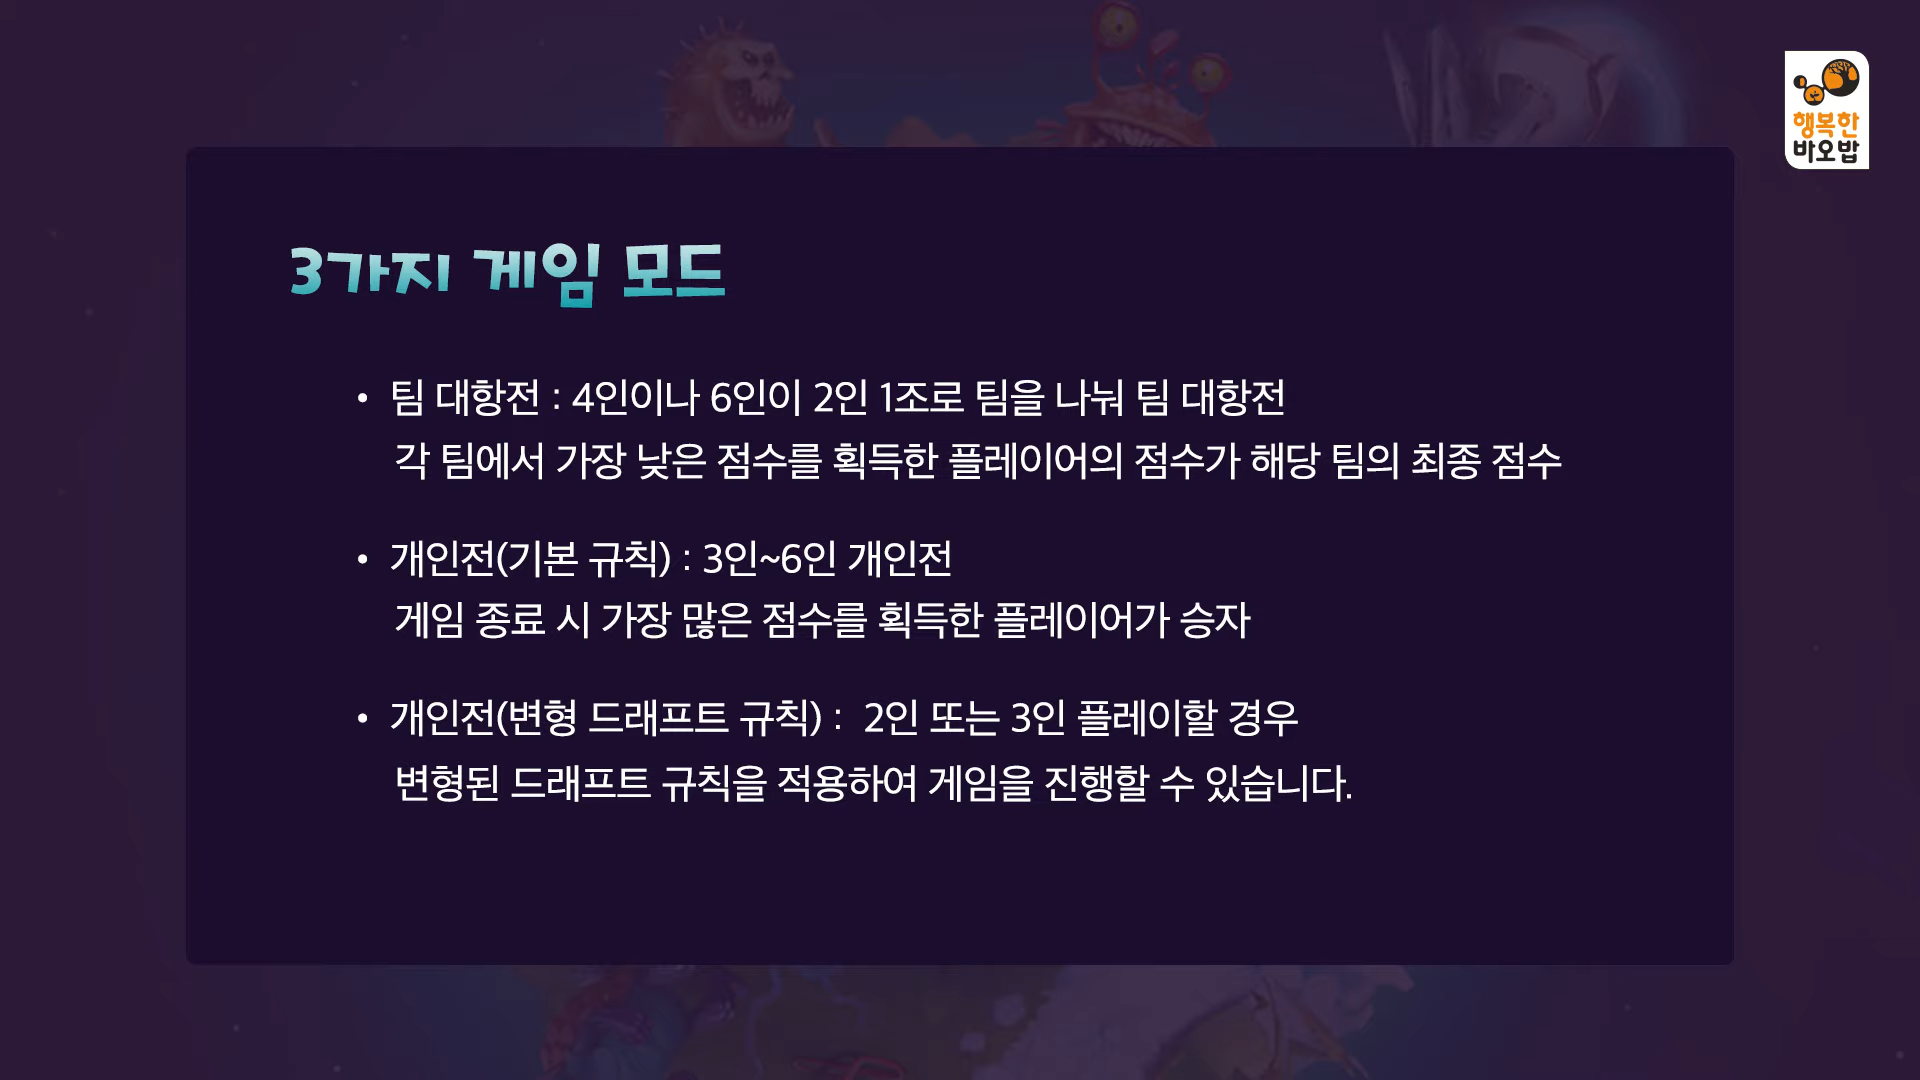 행복한
바오밥
3가지 게임 모드
• 팀 대항전 : 4인이나 6인이 2인 1조로 팀을 나눠 팀 대항전
각 팀에서 가장 낮은 점수를 획득한 플레이어의 점수가 해당 팀의 최종 점수
• 개인전(기본 규칙) : 3인~6인 개인전
게임 종료 시 가장 많은 점수를 획득한 플레이어가 승자
• 개인전(변형 드래프트 규칙) : 2인 또는 3인 플레이할 경우
변형된 드래프트 규칙을 적용하여 게임을 진행할 수 있습니다.